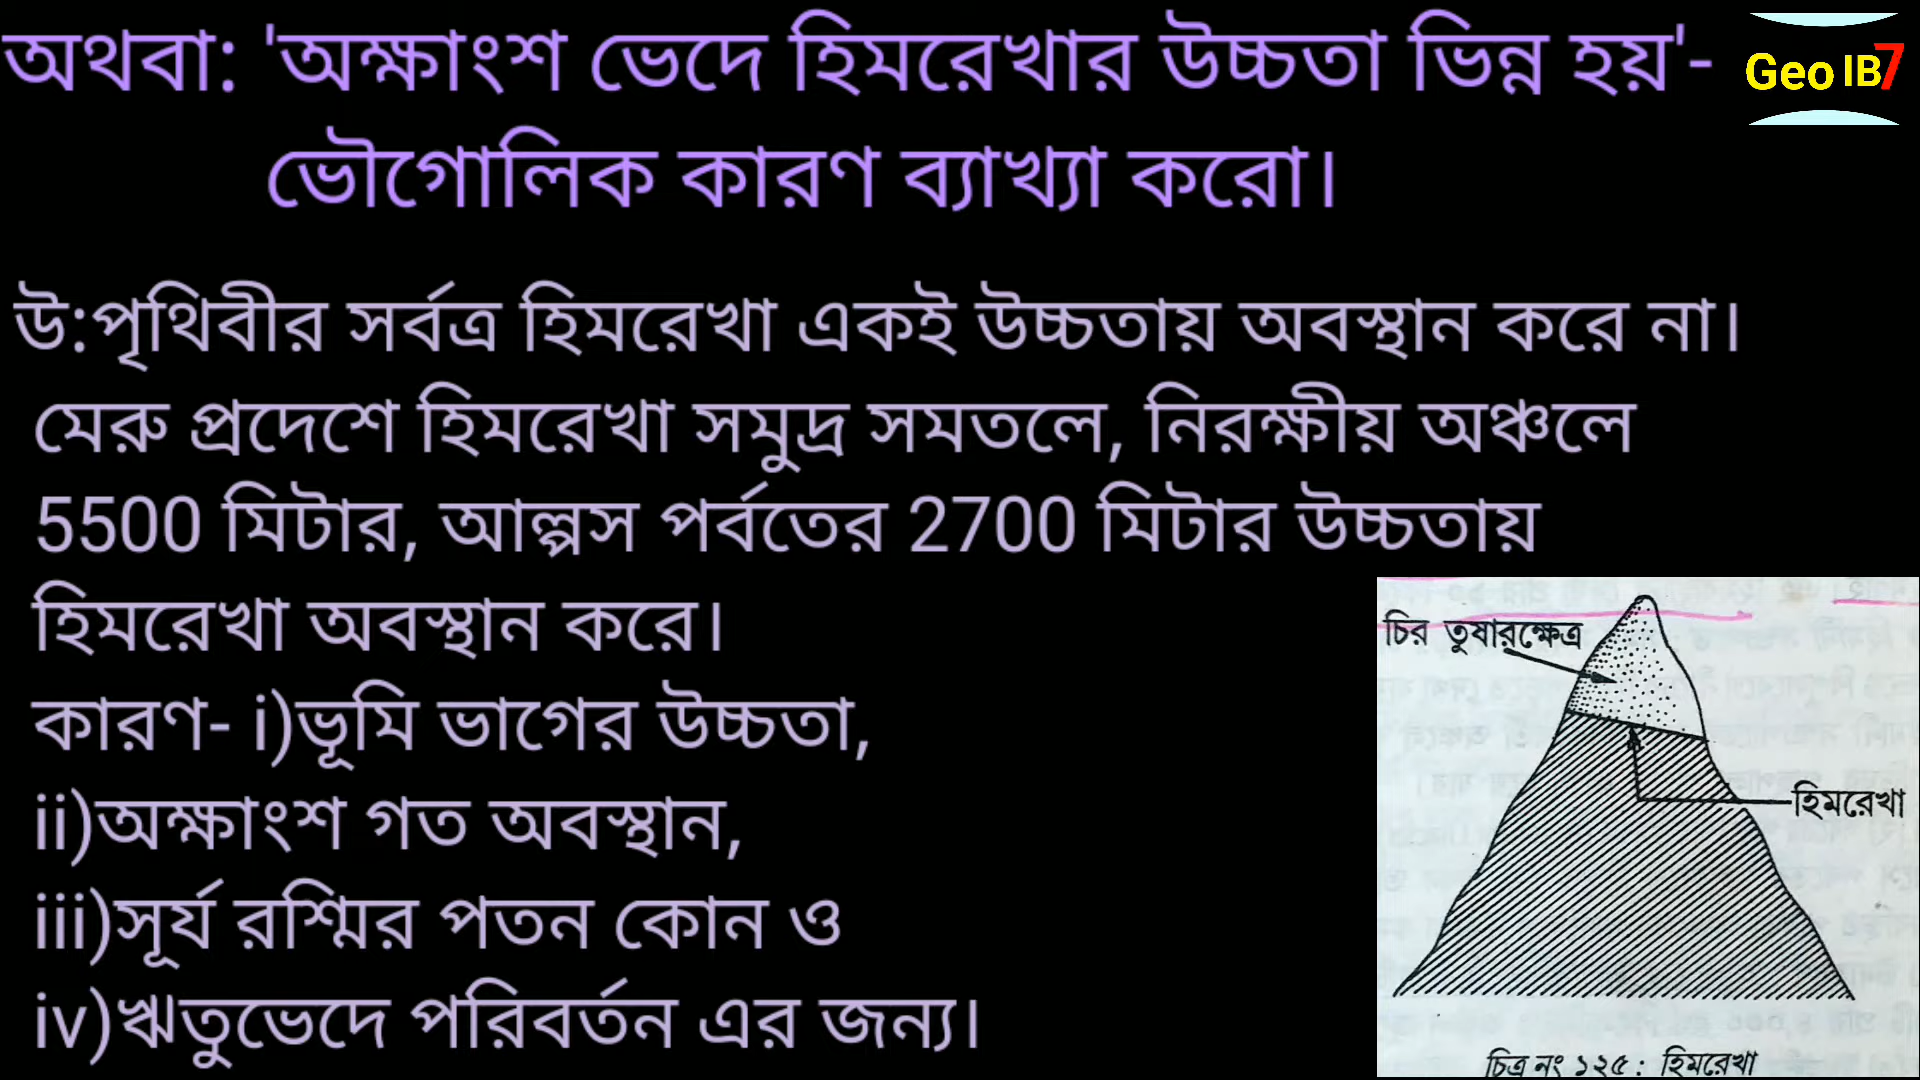 অথবা: 'অক্ষাংশ ভেদে হিমরেখার উচ্চতা ভিন্ন হয়'-
ভৌগোলিক কারণ ব্যাখ্যা করো।
Geo IB7
উ:পৃথিবীর সর্বত্র হিমরেখা একই উচ্চতায় অবস্থান করে না।
মেরু প্রদেশে হিমরেখা সমুদ্র সমতলে, নিরক্ষীয় অঞ্চলে
5500 মিটার, আল্পস পর্বতের 2700 মিটার উচ্চতায়
হিমরেখা অবস্থান করে।
কারণ- i)ভূমি ভাগের উচ্চতা,
ii)অক্ষাংশ গত অবস্থান,
iii)সূর্য রশ্মির পতন কোন ও
iv)ঋতুভেদে পরিবর্তন এর জন্য।
চির তুষারক্ষেত্র
হিমরেখা
চিত্র নং ১২৫ : হিমরেখা